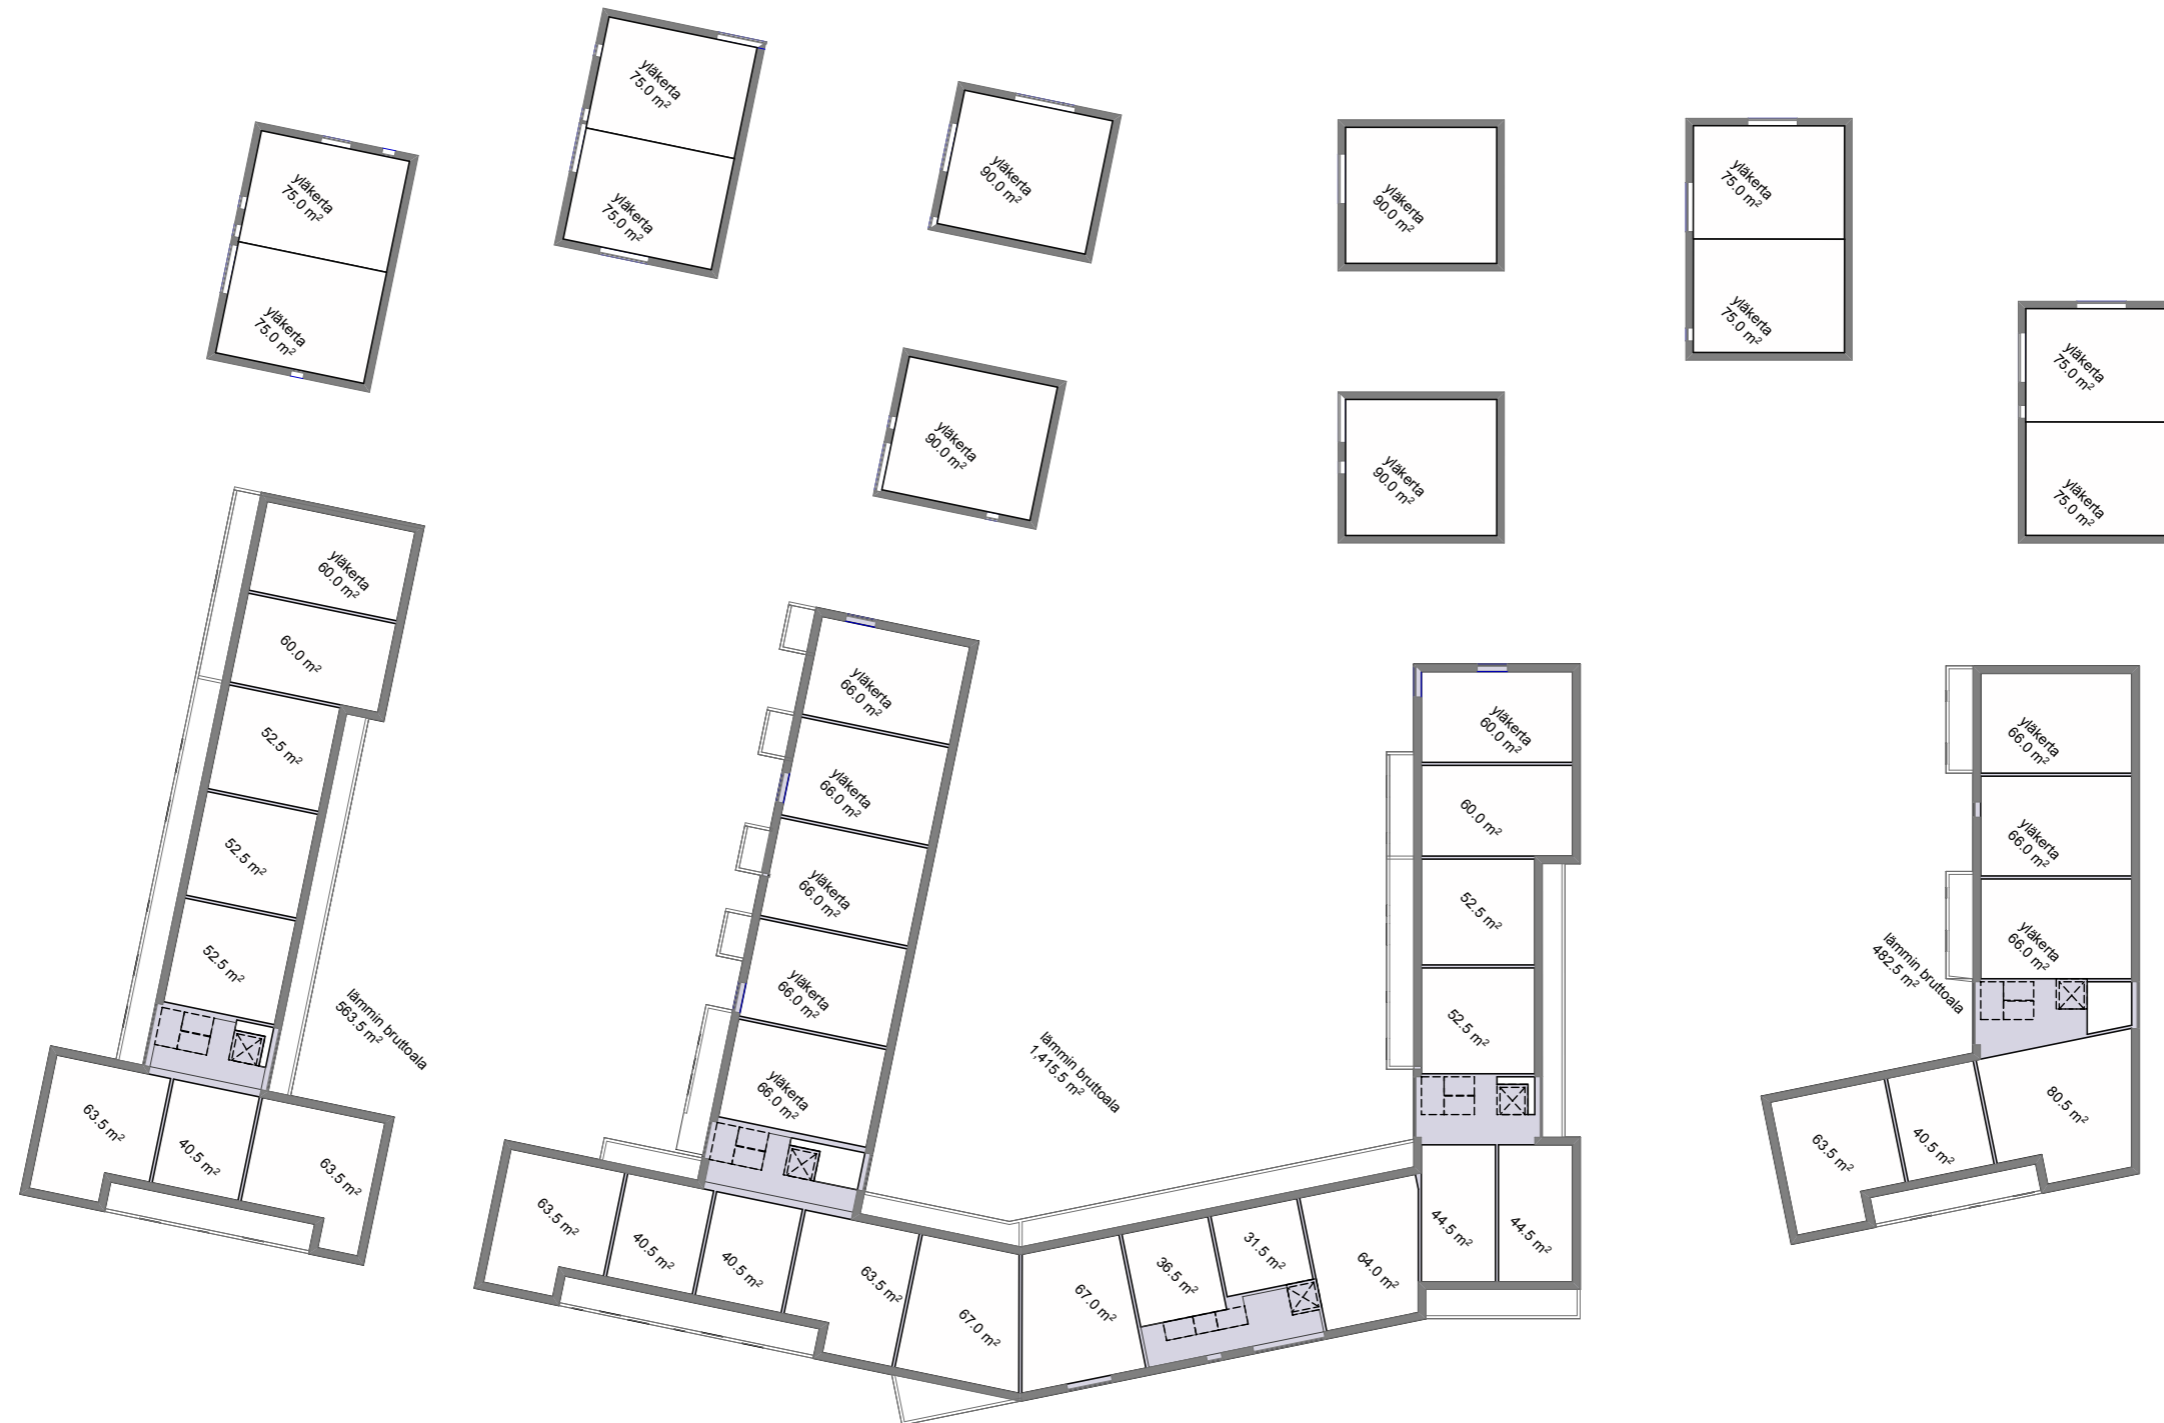 yläkerta
75.0 m²
yläkerta
75.0 m²
yläkerta
75.0 m²
yläkerta
75.0 m²
yläkerta
90.0 m²
yläkerta
90.0 m²
yläkerta
90.0 m²
yläkerta
90.0 m²
yläkerta
75.0 m²
yläkerta
75.0 m²
yläkerta
75.0 m²
yläkerta
75.0 m²
yläkerta
60.0 m²
60.0 m²
52.5 m²
52.5 m²
52.5 m²
lämmin bruttoala
563.5 m²
63.5 m²
40.5 m²
63.5 m²
yläkerta
66.0 m²
yläkerta
66.0 m²
yläkerta
66.0 m²
yläkerta
66.0 m²
yläkerta
66.0 m²
lämmin bruttoala
1,415.5 m²
63.5 m²
40.5 m²
40.5 m²
63.5 m²
67.0 m²
67.0 m²
36.5 m²
31.5 m²
64.0 m²
yläkerta
60.0 m²
60.0 m²
52.5 m²
52.5 m²
44.5 m²
44.5 m²
yläkerta
66.0 m²
yläkerta
66.0 m²
yläkerta
66.0 m²
lämmin bruttoala
482.5 m²
63.5 m²
40.5 m²
80.5 m²